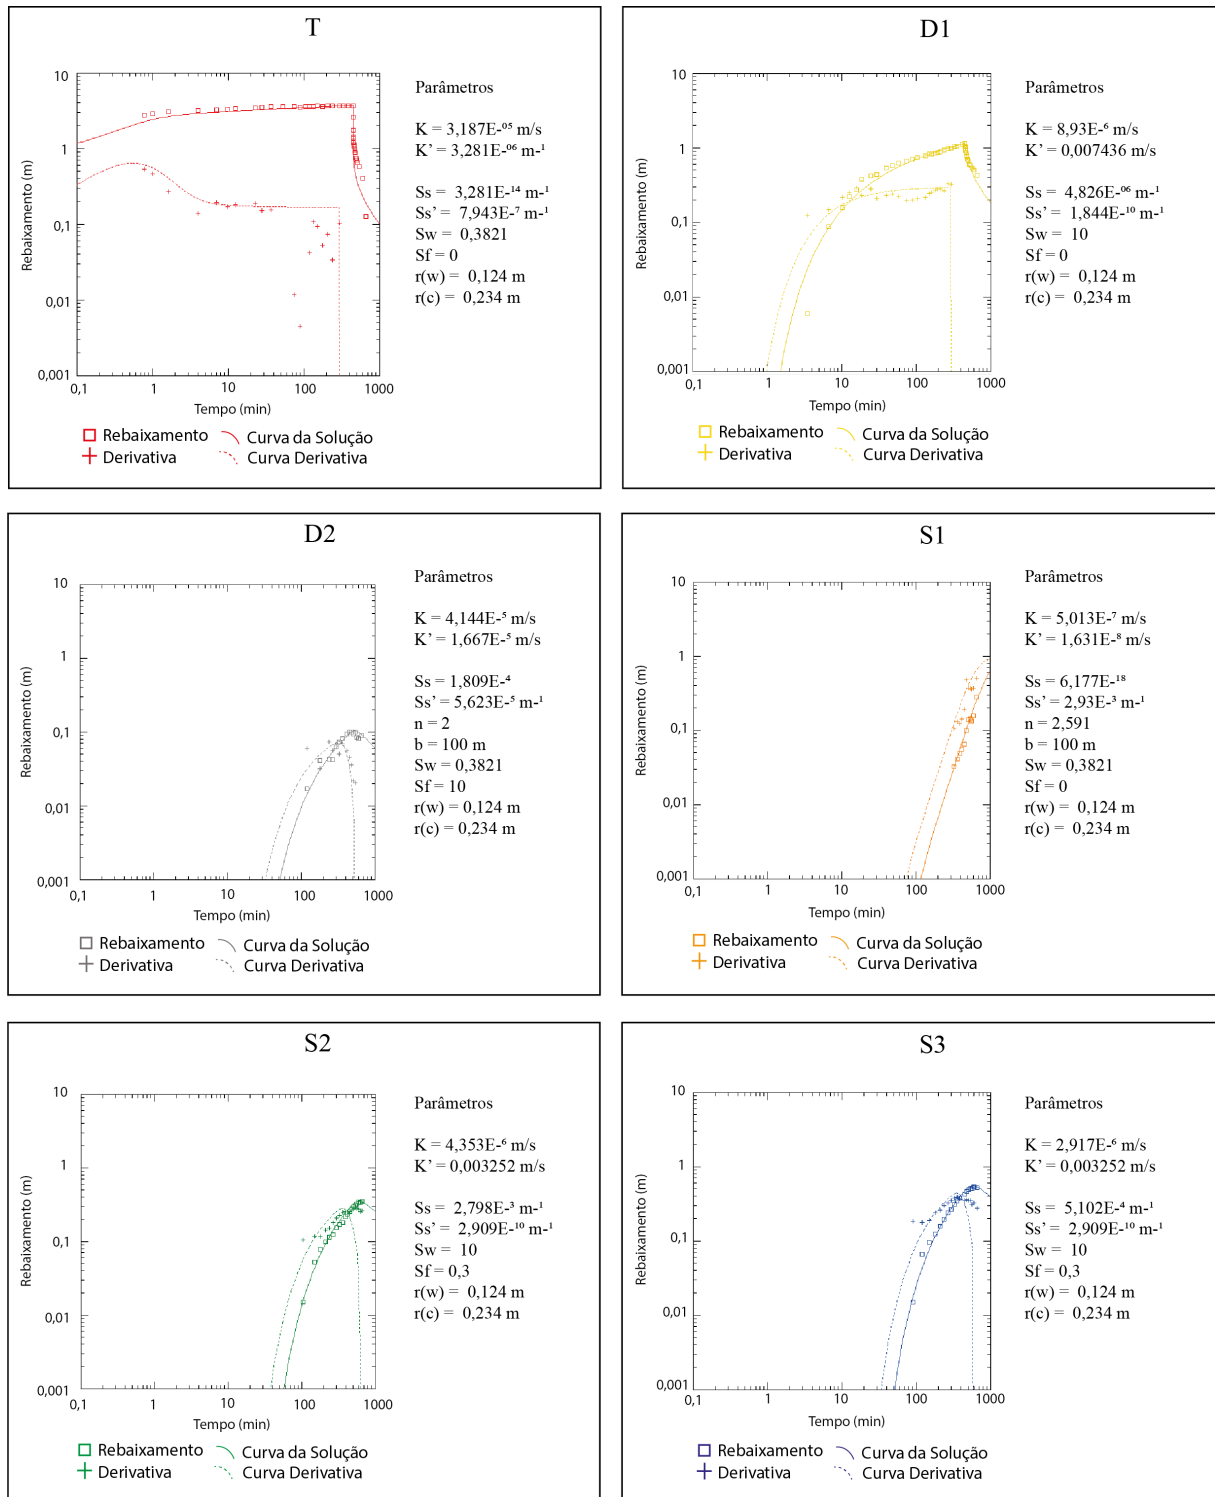 T
10
1
0,1
0,01
0,001
0,1
1
10
100
1000
Rebaixamento (m)
Tempo (min)
Rebaixamento
Curva da Solução
Derivativa
Curva Derivativa
Parâmetros
K = 3,187E-⁰⁵ m/s
K' = 3,281E-⁰⁶ m-¹
Ss = 3,281E-¹⁴ m-¹
Ss' = 7,943E-⁷ m-¹
Sw = 0,3821
Sf = 0
r(w) = 0,124 m
r(c) = 0,234 m
D1
10
1
0,1
0,01
0,001
0,1
1
10
100
1000
Rebaixamento (m)
Tempo (min)
Rebaixamento
Curva da Solução
Derivativa
Curva Derivativa
Parâmetros
K = 8,93E-⁶ m/s
K' = 0,007436 m/s
Ss = 4,826E-⁰⁶ m-¹
Ss' = 1,844E-¹⁰ m-¹
Sw = 10
Sf = 0
r(w) = 0,124 m
r(c) = 0,234 m
D2
10
1
0,1
0,01
0,001
0,1
1
10
100
1000
Rebaixamento (m)
Tempo (min)
Rebaixamento
Curva da Solução
Derivativa
Curva Derivativa
Parâmetros
K = 4,144E-⁵ m/s
K' = 1,667E-⁵ m/s
Ss = 1,809E-⁴
Ss' = 5,623E-⁵ m-¹
n = 2
b = 100 m
Sw = 0,3821
Sf = 10
r(w) = 0,124 m
r(c) = 0,234 m
S1
10
1
0,1
0,01
0,001
0,1
1
10
100
1000
Rebaixamento (m)
Tempo (min)
Rebaixamento
Curva da Solução
Derivativa
Curva Derivativa
Parâmetros
K = 5,013E-⁷ m/s
K' = 1,631E-⁸ m/s
Ss = 6,177E-¹⁸
Ss' = 2,93E-³ m-¹
n = 2,591
b = 100 m
Sw = 0,3821
Sf = 0
r(w) = 0,124 m
r(c) = 0,234 m
S2
10
1
0,1
0,01
0,001
0,1
1
10
100
1000
Rebaixamento (m)
Tempo (min)
Rebaixamento
Curva da Solução
Derivativa
Curva Derivativa
Parâmetros
K = 4,353E-⁶ m/s
K' = 0,003252 m/s
Ss = 2,798E-³ m-¹
Ss' = 2,909E-¹⁰ m-¹
Sw = 10
Sf = 0,3
r(w) = 0,124 m
r(c) = 0,234 m
S3
10
1
0,1
0,01
0,001
0,1
1
10
100
1000
Rebaixamento (m)
Tempo (min)
Rebaixamento
Curva da Solução
Derivativa
Curva Derivativa
Parâmetros
K = 2,917E-⁶ m/s
K' = 0,003252 m/s
Ss = 5,102E-⁴ m-¹
Ss' = 2,909E-¹⁰ m-¹
Sw = 10
Sf = 0,3
r(w) = 0,124 m
r(c) = 0,234 m